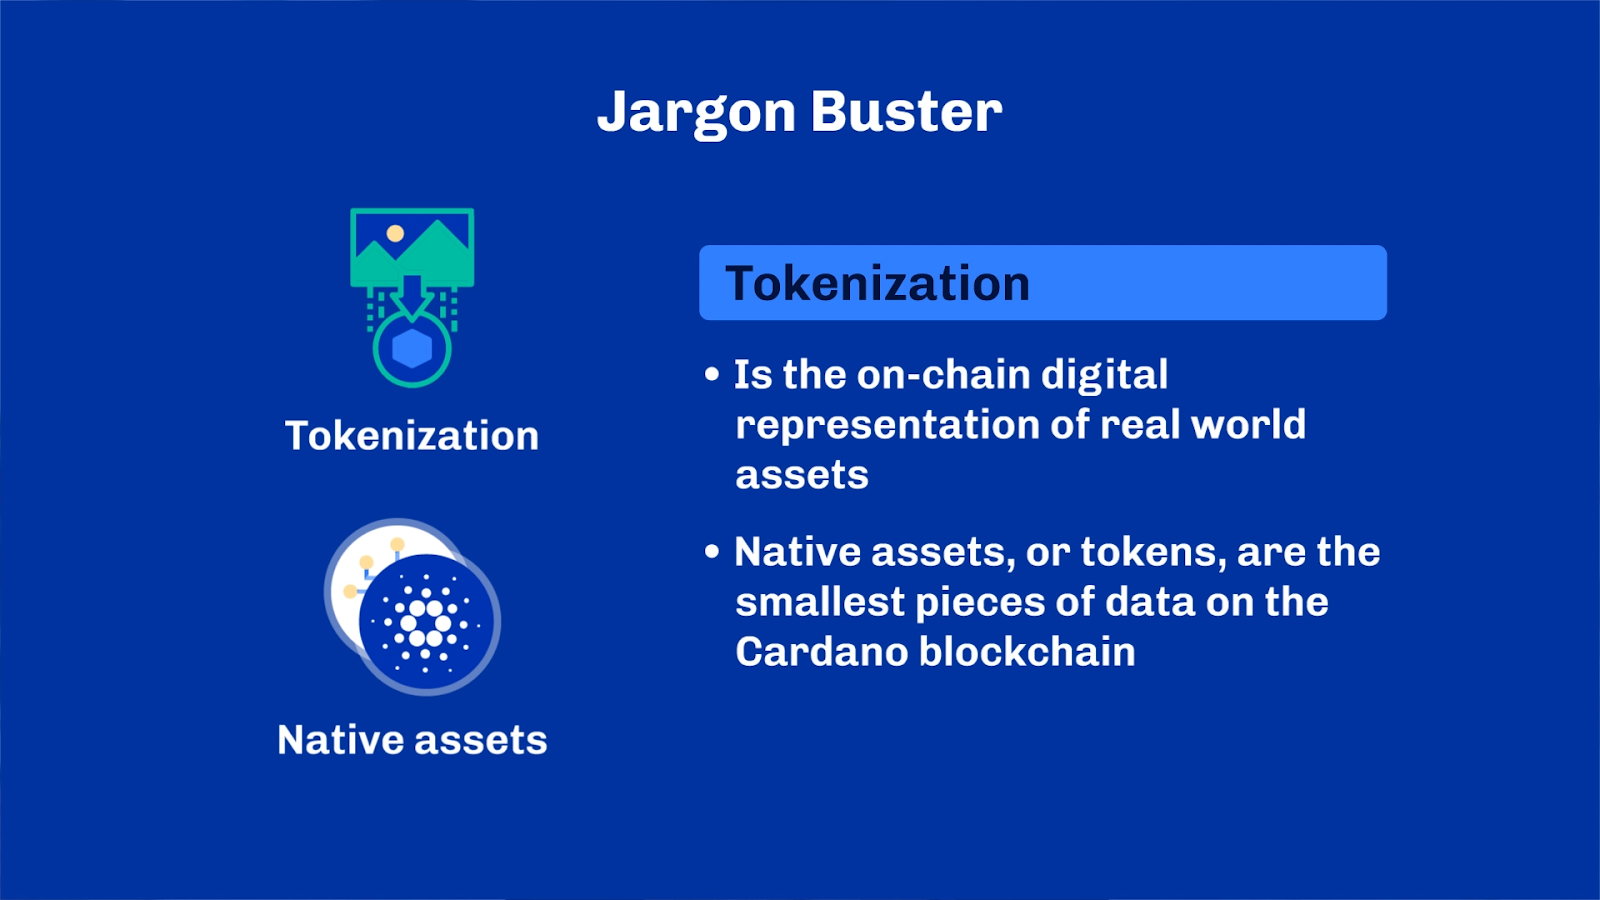 Jargon Buster
Tokenization
Native assets
Tokenization
• Is the on-chain digital
representation of real world
assets
• Native assets, or tokens, are the
smallest pieces of data on the
Cardano blockchain